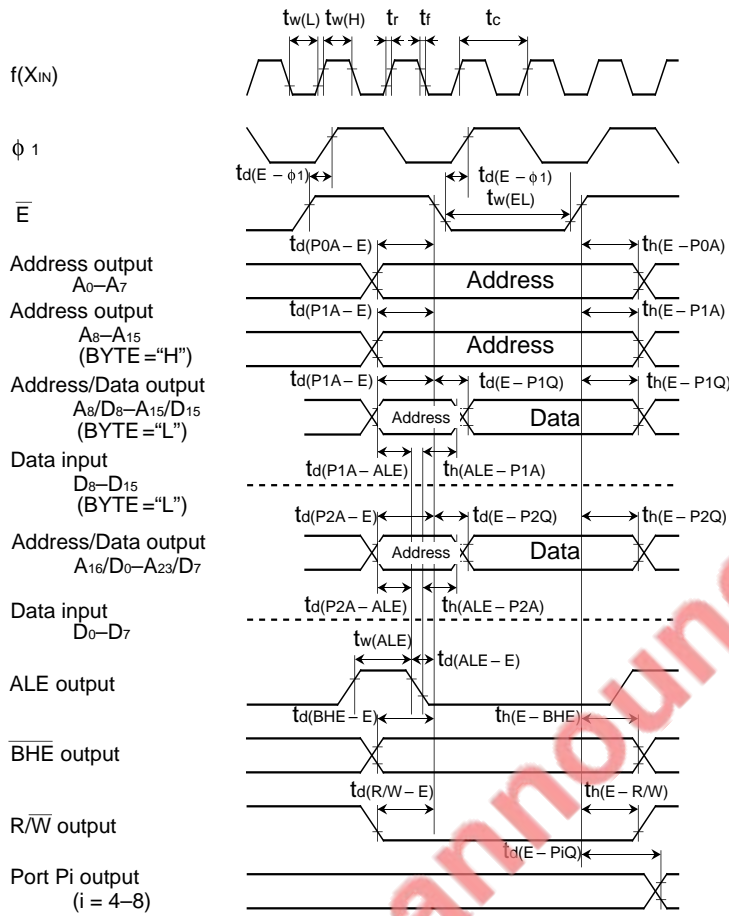 tw(L) tw(H) tr tf tc
f(XIN)
φ 1
td(E – φ1) td(E – φ1)
E tw(EL)
td(P0A – E) th(E – P0A)
Address output
A0–A7
Address
td(P1A – E) th(E – P1A)
Address output
A8–A15
(BYTE =“H”)
Address
td(P1A – E) td(E – P1Q) th(E – P1Q)
Address/Data output
A8/D8–A15/D15
(BYTE =“L”)
Address Data
td(P1A – ALE) th(ALE – P1A)
Data input
D8–D15
(BYTE =“L”)
td(P2A – E) td(E – P2Q) th(E – P2Q)
Address/Data output
A16/D0–A23/D7
Address Data
td(P2A – ALE) th(ALE – P2A)
Data input
D0–D7
tw(ALE) td(ALE – E)
ALE output
td(BHE – E) th(E – BHE)
BHE output
td(R/W – E) th(E – R/W)
R/W output
td(E – PiQ)
Port Pi output
(i = 4–8)
announ